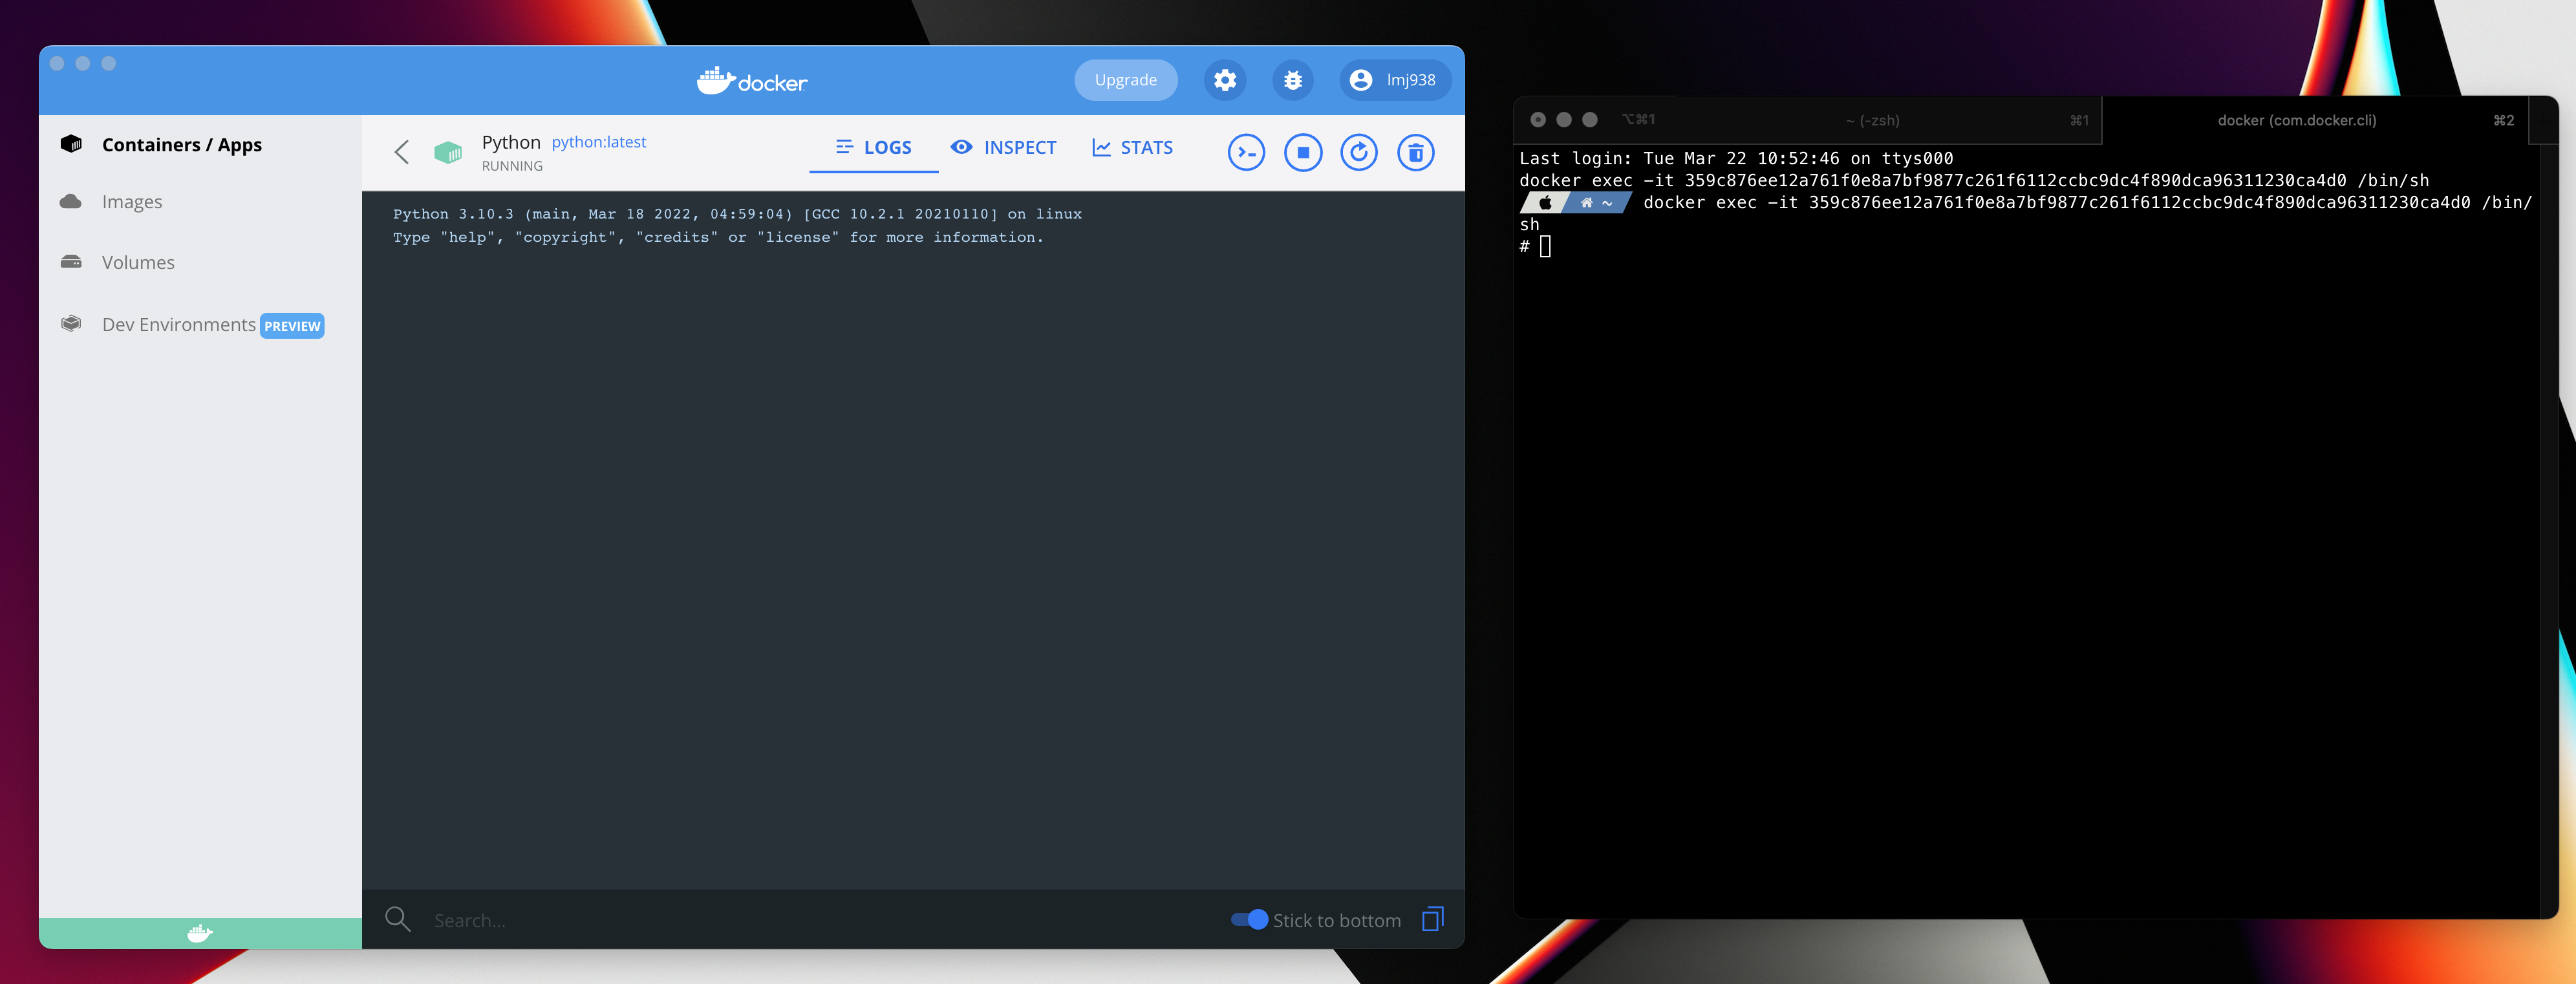 docker
Upgrade
lmj938
Containers / Apps
Images
Volumes
Dev Environments PREVIEW
Python python:latest
RUNNING
LOGS
INSPECT
STATS
Python 3.10.3 (main, Mar 18 2022, 04:59:04) [GCC 10.2.1 20210110] on linux
Type "help", "copyright", "credits" or "license" for more information.
Search...
Stick to bottom
⌥⌘1
~ (-zsh)
⌘1
docker (com.docker.cli)
⌘2
Last login: Tue Mar 22 10:52:46 on ttys000
docker exec -it 359c876ee12a761f0e8a7bf9877c261f6112ccbc9dc4f890dca96311230ca4d0 /bin/sh
~ docker exec -it 359c876ee12a761f0e8a7bf9877c261f6112ccbc9dc4f890dca96311230ca4d0 /bin/
sh
#